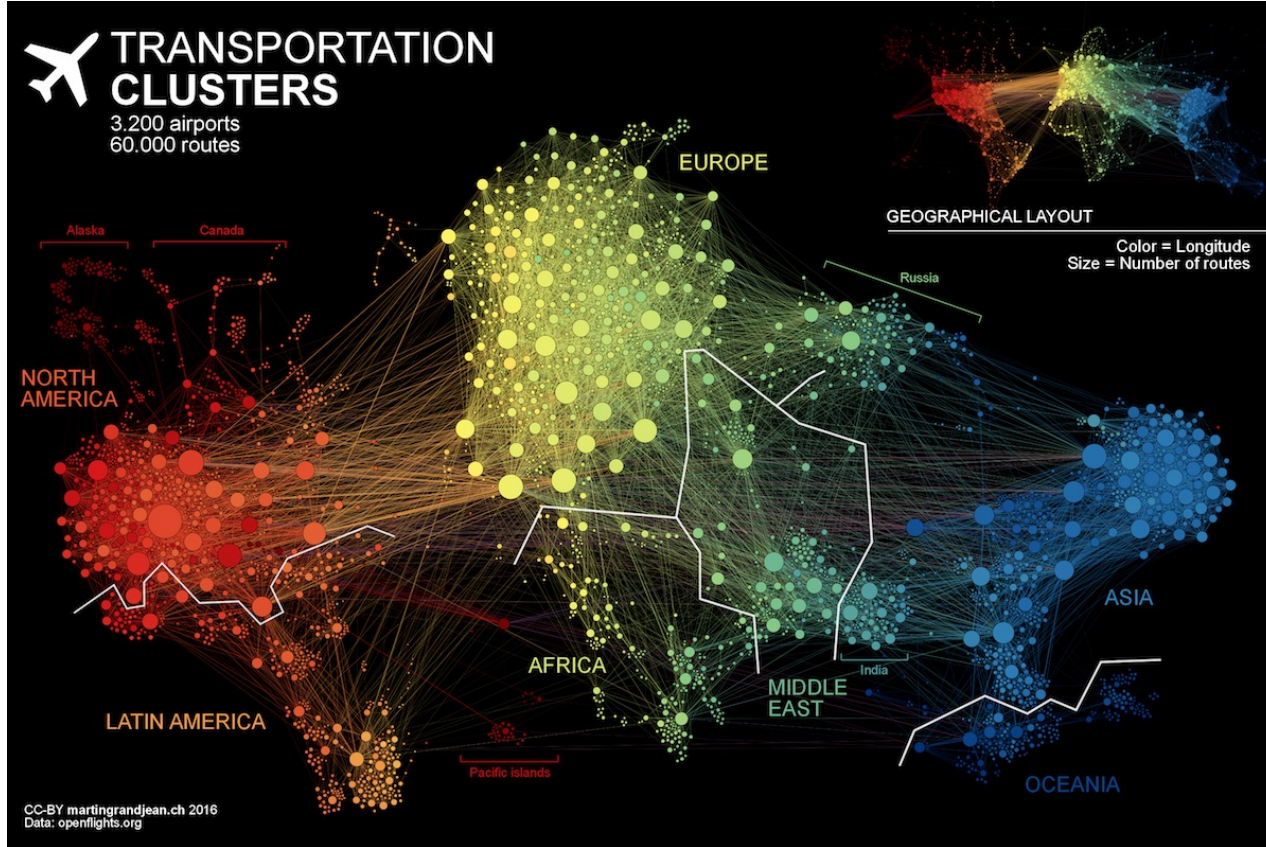 TRANSPORTATION
CLUSTERS
3.200 airports
60.000 routes
EUROPE
GEOGRAPHICAL LAYOUT
Color = Longitude
Size = Number of routes
Alaska
Canada
Russia
NORTH
AMERICA
ASIA
AFRICA
India
MIDDLE
EAST
LATIN AMERICA
Pacific islands
OCEANIA
CC-BY martingrandjean.ch 2016
Data: openflights.org